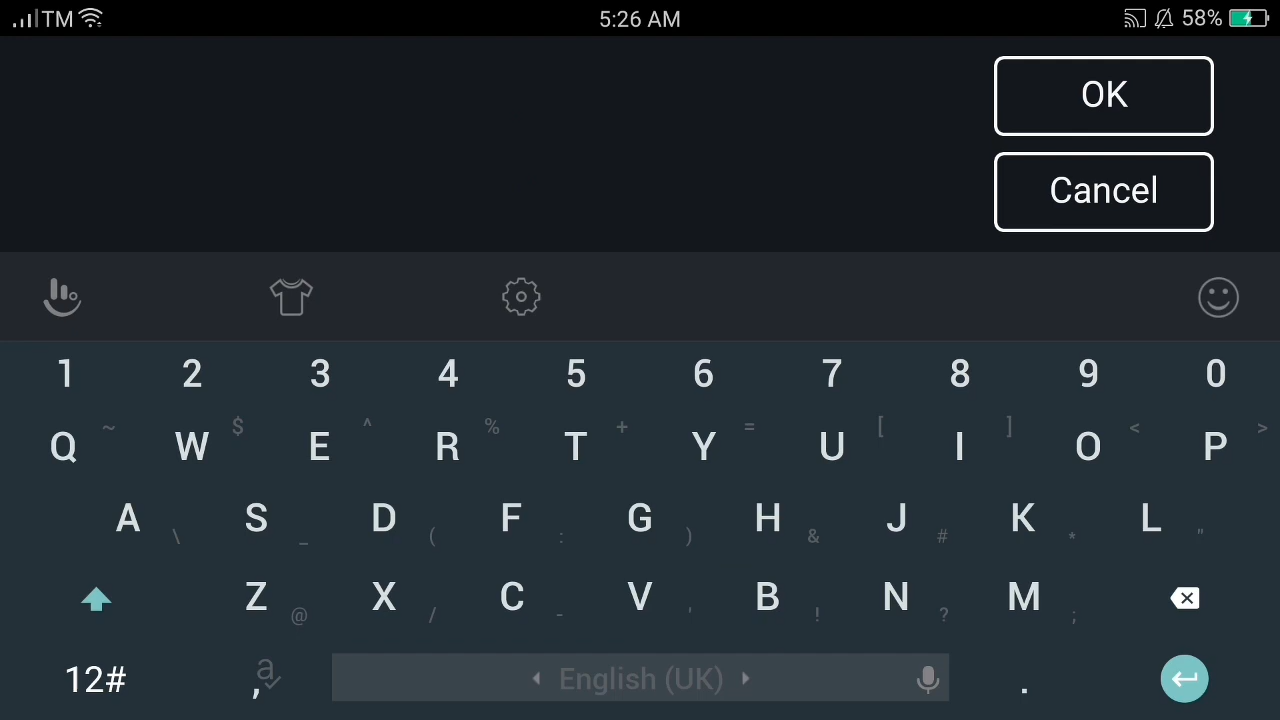 TM 5:26 AM 58%
OK
Cancel
1 2 3 4 5 6 7 8 9 0
Q ~ W $ E ^ R % T + Y = U [ I ] O < P >
A \ S _ D ( F : G ) H & J # K * L "
Z @ X / C - V ' B ! N ? M ;
12# , a English (UK) .